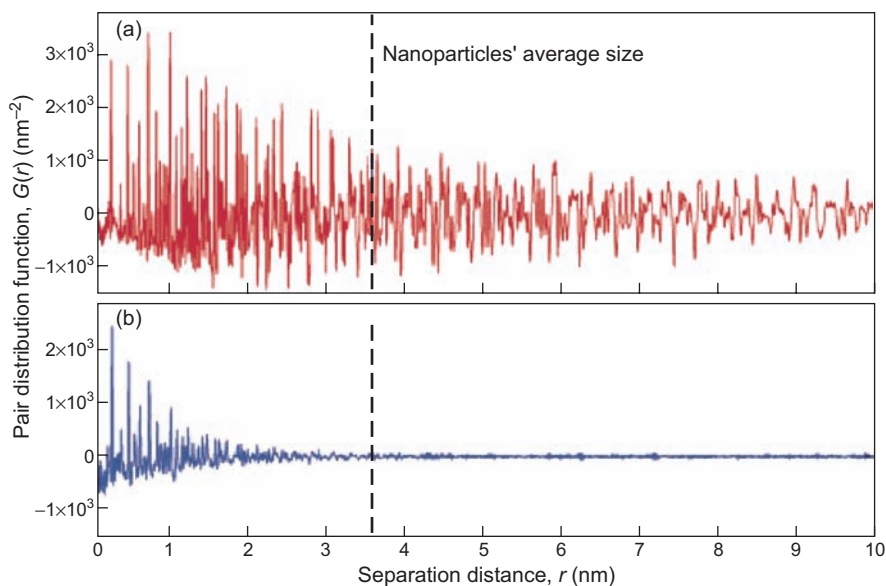 (a)
Nanoparticles' average size
3×10³
2×10³
1×10³
0
−1×10³
Pair distribution function, G(r) (nm⁻²)
(b)
2×10³
1×10³
0
−1×10³
0 1 2 3 4 5 6 7 8 9 10
Separation distance, r (nm)